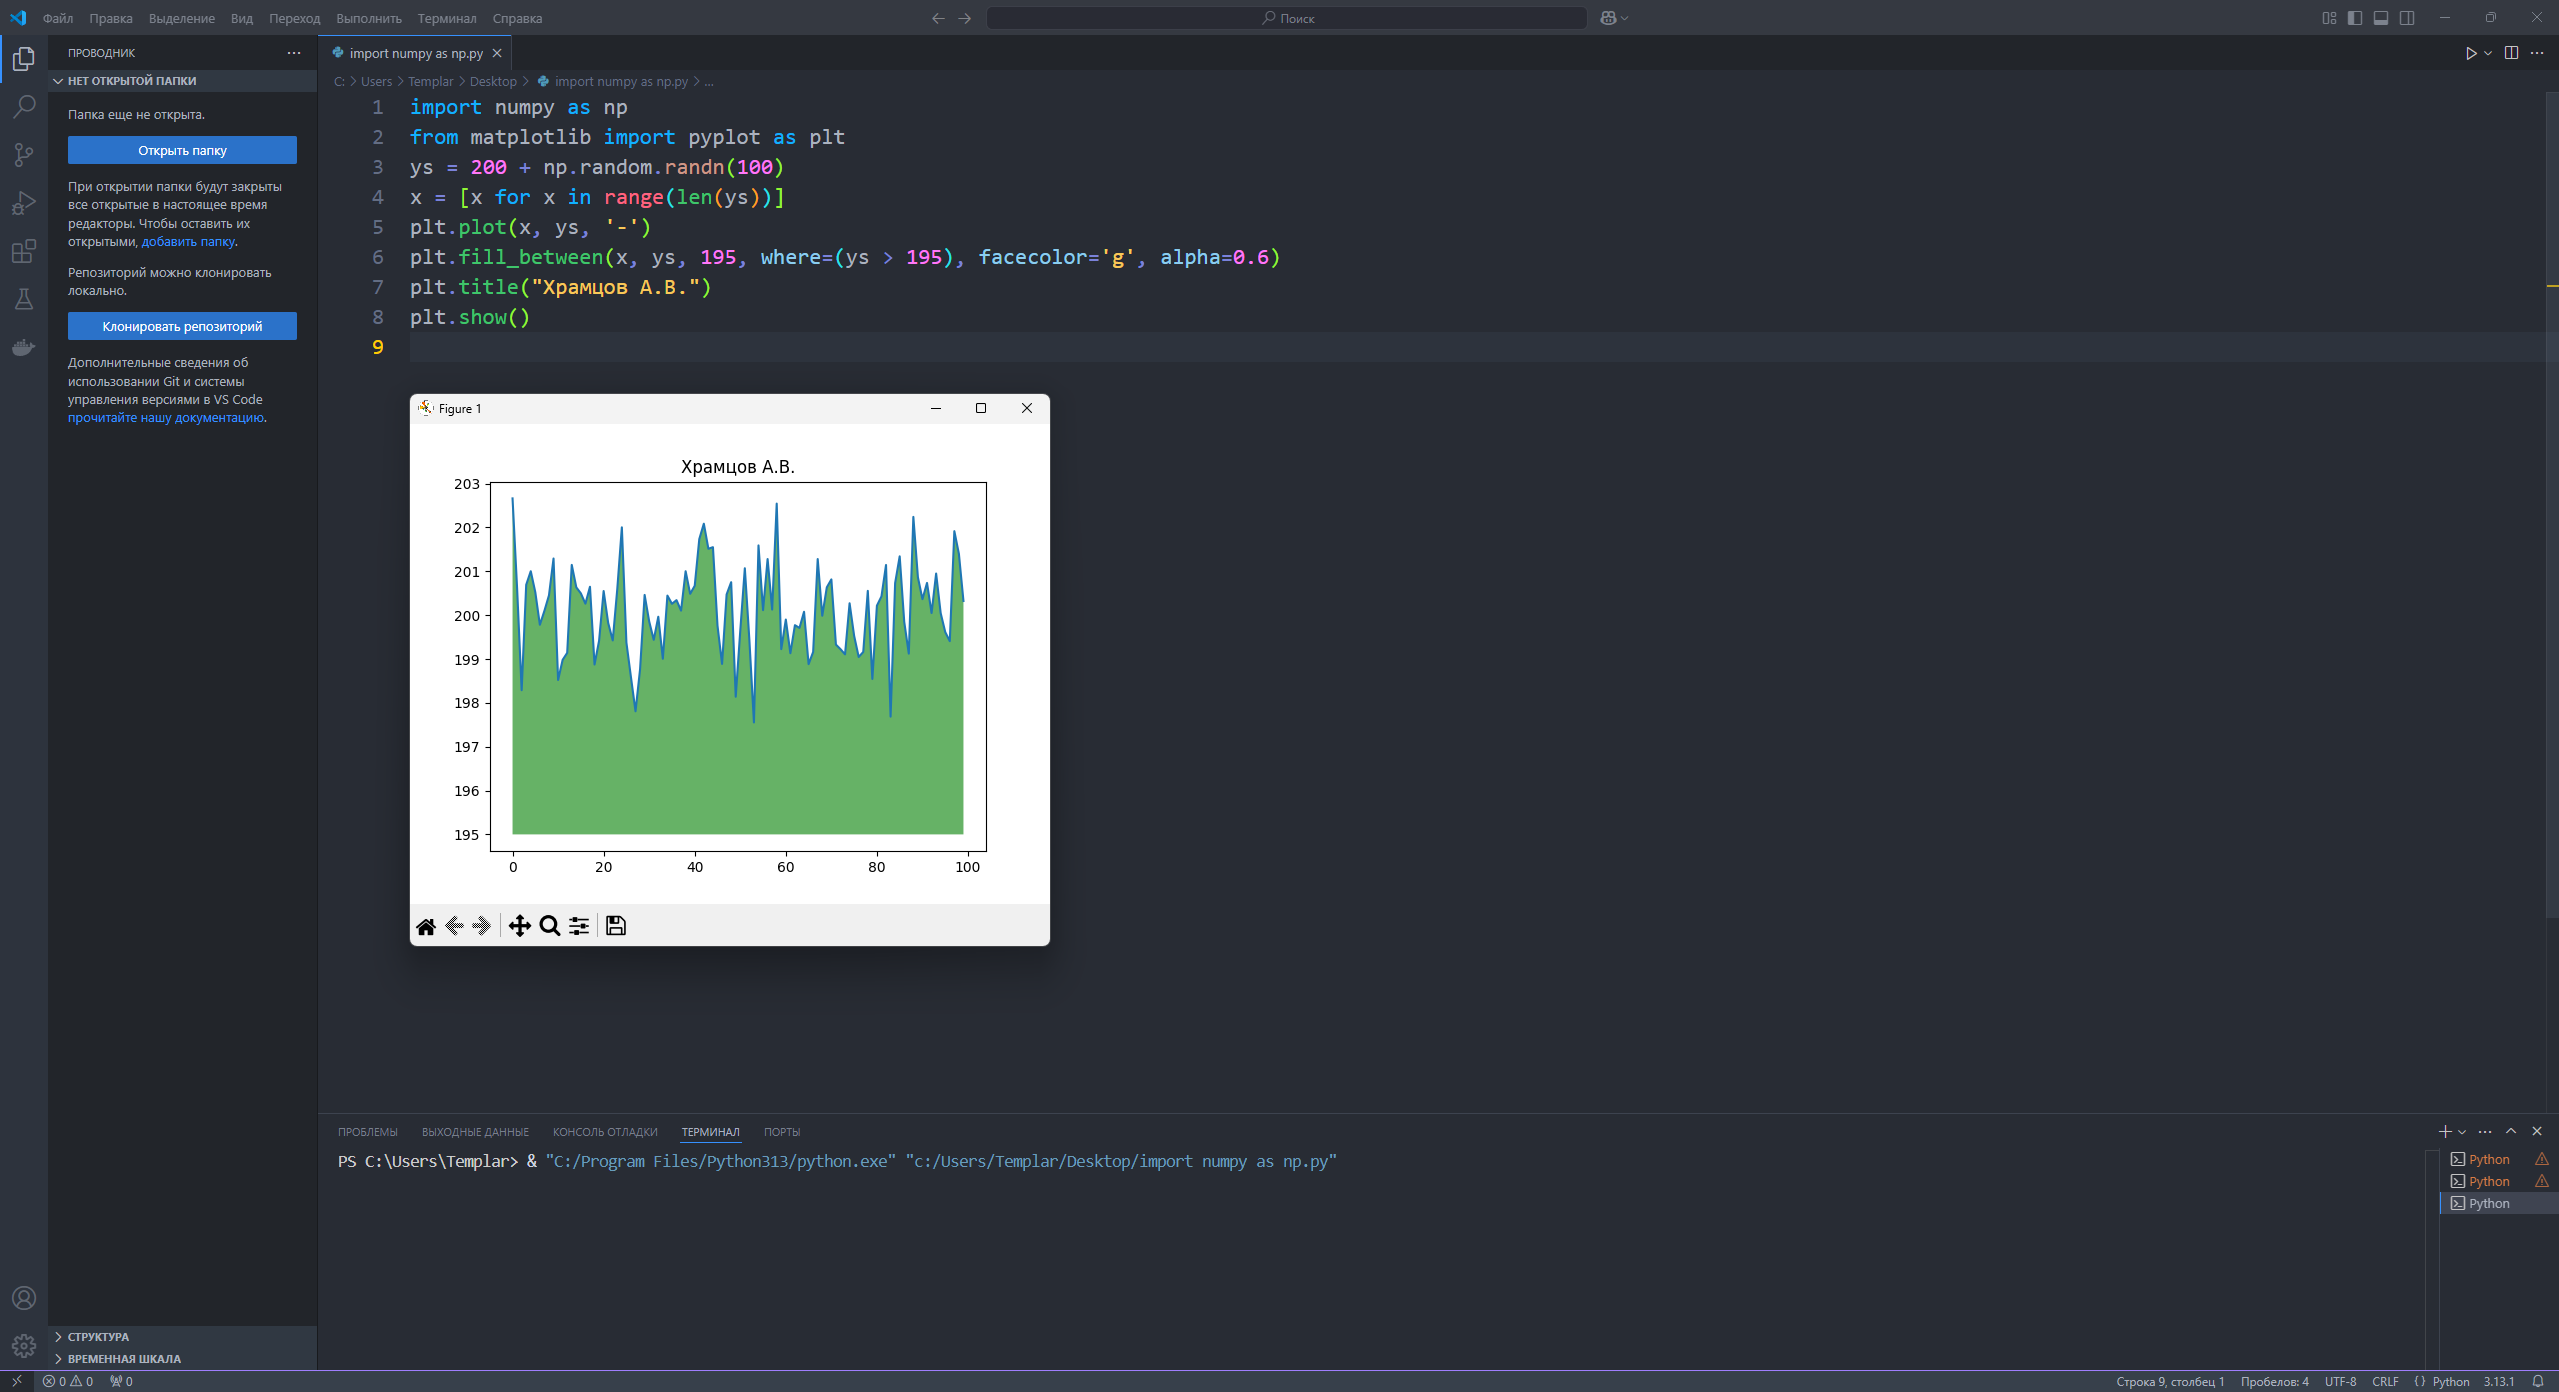 Файл Правка Выделение Вид Переход Выполнить Терминал Справка
Поиск
ПРОВОДНИК
НЕТ ОТКРЫТОЙ ПАПКИ
Папка еще не открыта.
Открыть папку
При открытии папки будут закрыты
все открытые в настоящее время
редакторы. Чтобы оставить их
открытыми, добавить папку.
Репозиторий можно клонировать
локально.
Клонировать репозиторий
Дополнительные сведения об
использовании Git и системы
управления версиями в VS Code
прочитайте нашу документацию.
СТРУКТУРА
ВРЕМЕННАЯ ШКАЛА
import numpy as np.py
C: > Users > Templar > Desktop > import numpy as np.py > ...
1 import numpy as np
2 from matplotlib import pyplot as plt
3 ys = 200 + np.random.randn(100)
4 x = [x for x in range(len(ys))]
5 plt.plot(x, ys, '-')
6 plt.fill_between(x, ys, 195, where=(ys > 195), facecolor='g', alpha=0.6)
7 plt.title("Храмцов А.В.")
8 plt.show()
9
Figure 1
Храмцов А.В.
203
202
201
200
199
198
197
196
195
0 20 40 60 80 100
ПРОБЛЕМЫ ВЫХОДНЫЕ ДАННЫЕ КОНСОЛЬ ОТЛАДКИ ТЕРМИНАЛ ПОРТЫ
PS C:\Users\Templar> & "C:/Program Files/Python313/python.exe" "c:/Users/Templar/Desktop/import numpy as np.py"
Python
Python
Python
0 0 0
Строка 9, столбец 1 Пробелов: 4 UTF-8 CRLF {} Python 3.13.1